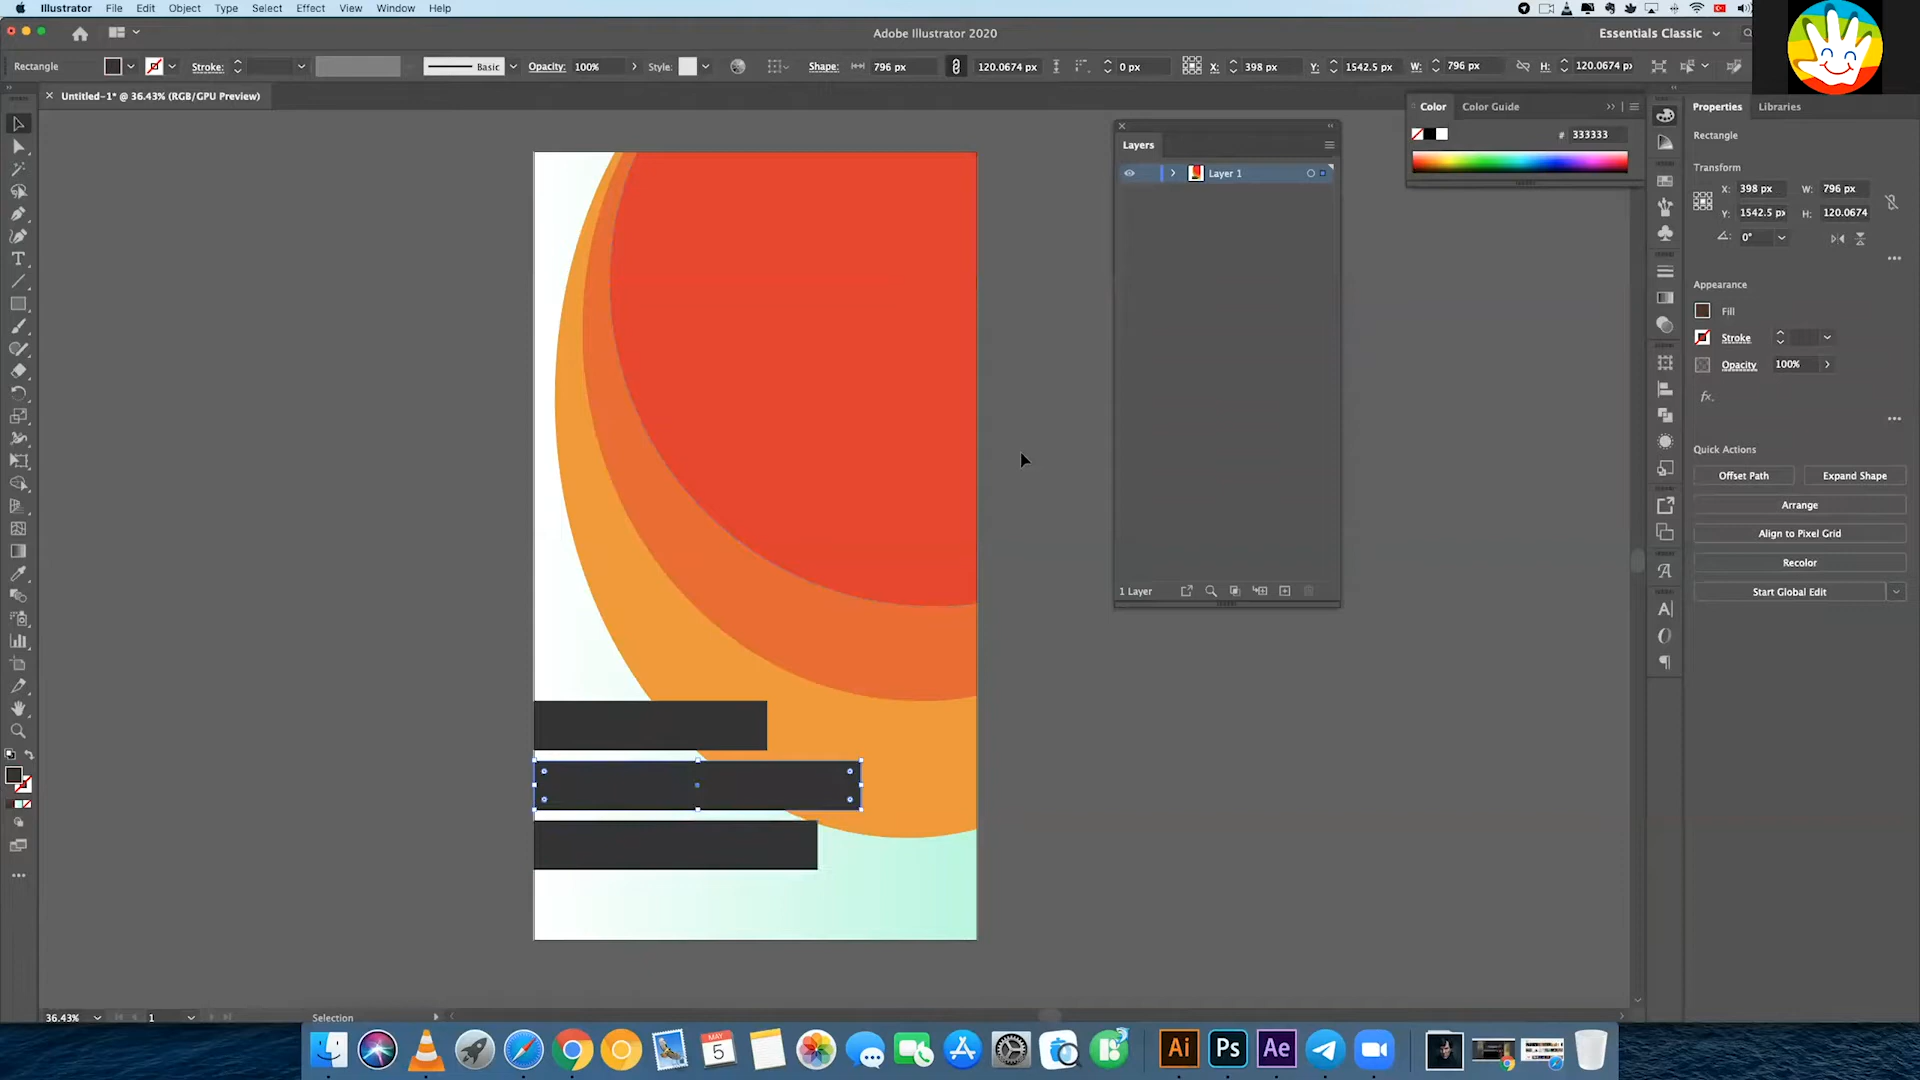 Illustrator File Edit Object Type Select Effect View Window Help
Adobe Illustrator 2020
Essentials Classic
Rectangle Stroke: Basic Opacity: 100% Style: Shape: 796 px 120.0674 px 0 px X: 398 px Y: 1542.5 px W: 796 px H: 120.0674 p
Untitled-1* @ 36.43% (RGB/GPU Preview)
Color Color Guide
# 333333
Properties Libraries
Rectangle
Layers
Layer 1
Transform
X: 398 px W: 796 px
Y: 1542.5 px H: 120.0674
0°
Appearance
Fill
Stroke
Opacity 100%
fx.
Quick Actions
Offset Path Expand Shape
Arrange
Align to Pixel Grid
Recolor
1 Layer
Start Global Edit
36.43% 1 Selection
MAY
5
Ai Ps Ae